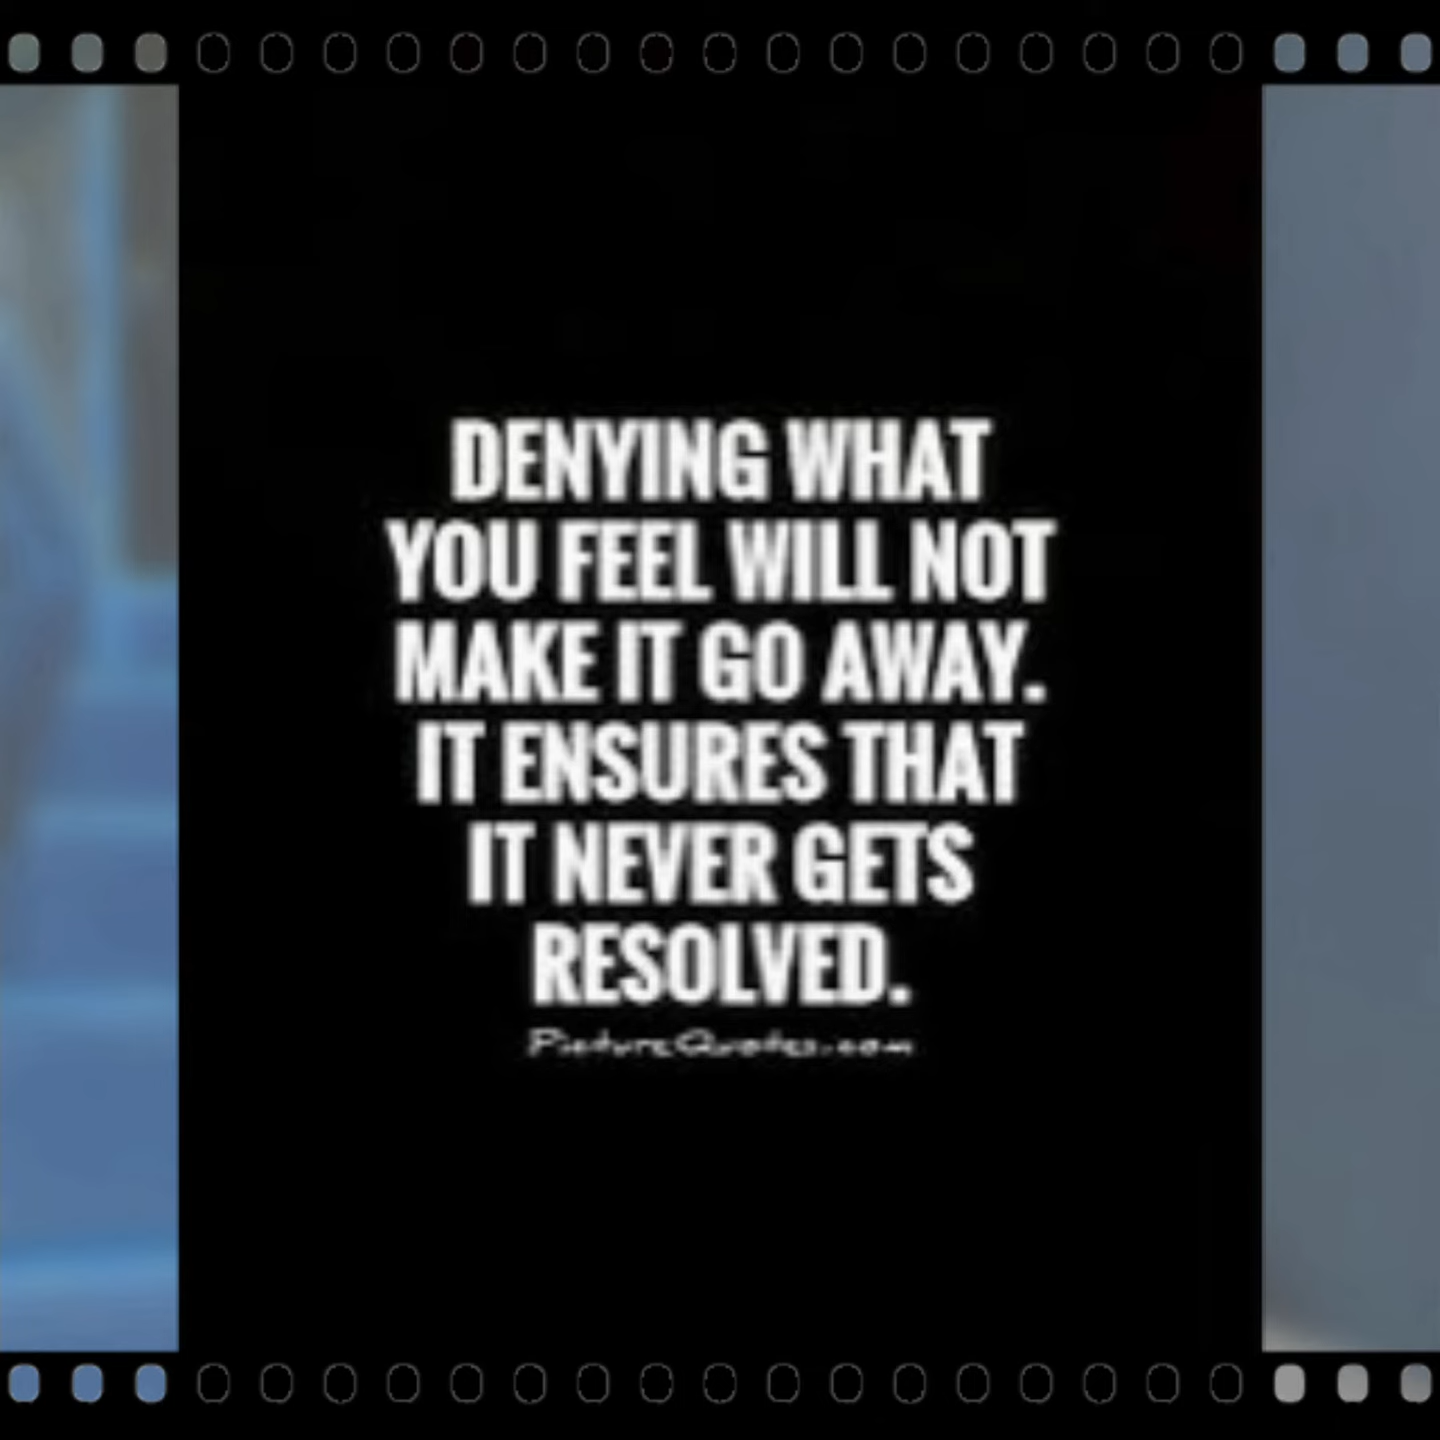 DENYING WHAT
YOU FEEL WILL NOT
MAKE IT GO AWAY.
IT ENSURES THAT
IT NEVER GETS
RESOLVED.
PictureQuotes.com